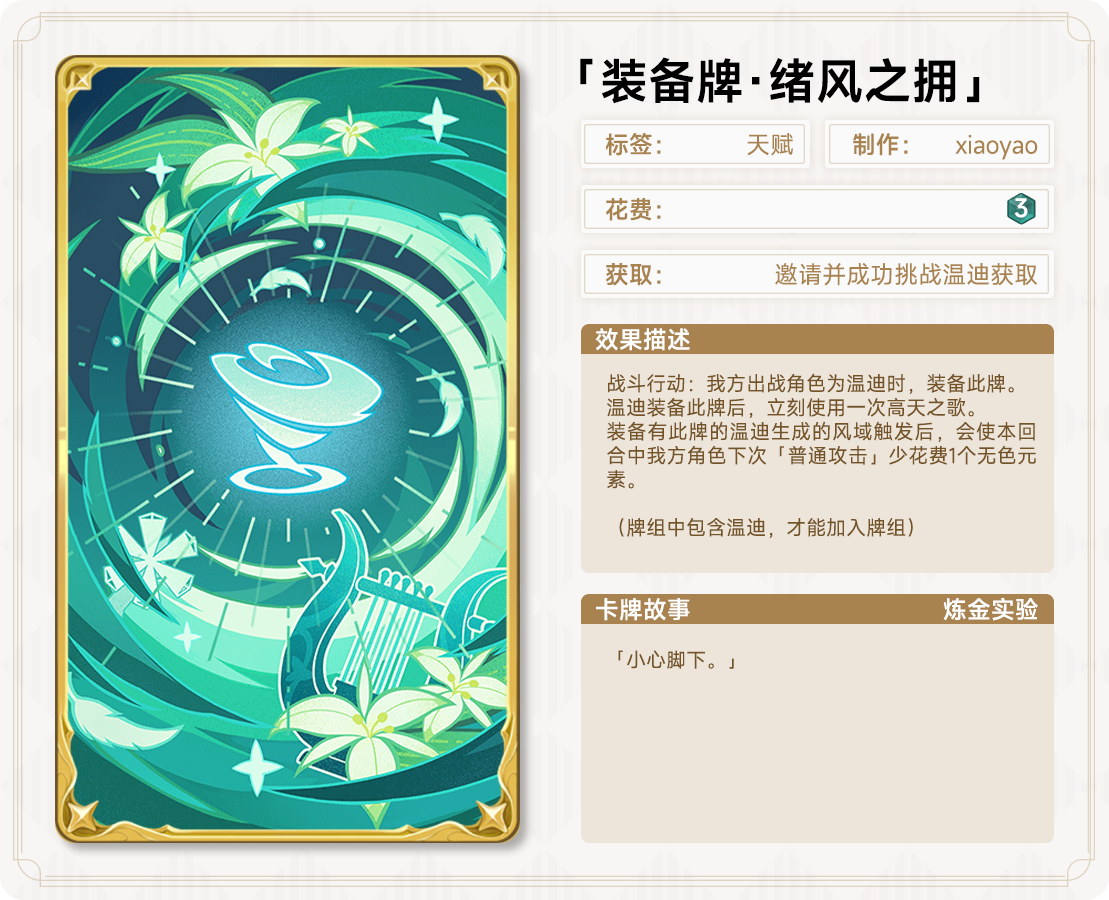 「装备牌·绪风之拥」
标签： 天赋
制作： xiaoyao
花费： 3
获取： 邀请并成功挑战温迪获取
效果描述
战斗行动：我方出战角色为温迪时，装备此牌。
温迪装备此牌后，立刻使用一次高天之歌。
装备有此牌的温迪生成的风域触发后，会使本回
合中我方角色下次「普通攻击」少花费1个无色元
素。
（牌组中包含温迪，才能加入牌组）
卡牌故事 炼金实验
「小心脚下。」